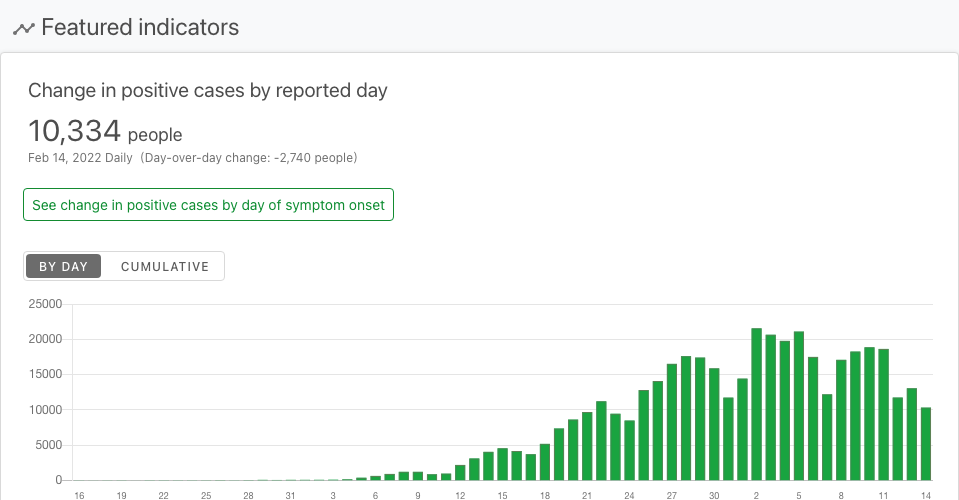 Featured indicators
Change in positive cases by reported day
10,334 people
Feb 14, 2022 Daily (Day-over-day change: -2,740 people)
See change in positive cases by day of symptom onset
BY DAY CUMULATIVE
25000
20000
15000
10000
5000
0
16 19 22 25 28 31 3 6 9 12 15 18 21 24 27 30 2 5 8 11 14